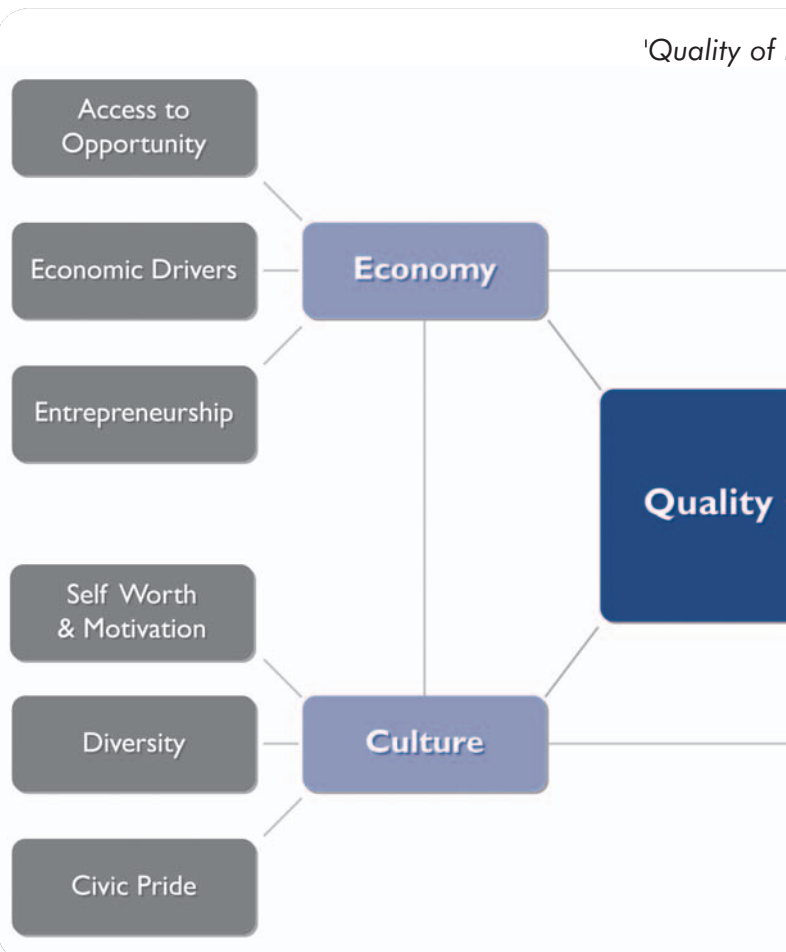 'Quality of
Access to
Opportunity
Economic Drivers
Economy
Entrepreneurship
Quality
Self Worth
& Motivation
Diversity
Culture
Civic Pride